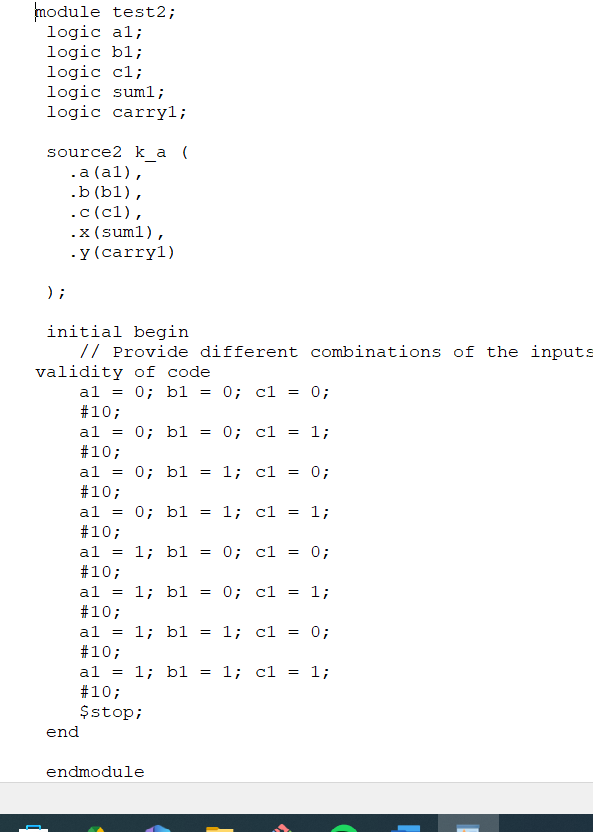 module test2;
logic a1;
logic b1;
logic c1;
logic sum1;
logic carry1;
source2 k_a (
.a(a1),
.b(b1),
.c(c1),
.x(sum1),
.y(carry1)
);
initial begin
// Provide different combinations of the inputs
validity of code
a1 = 0; b1 = 0; c1 = 0;
#10;
a1 = 0; b1 = 0; c1 = 1;
#10;
a1 = 0; b1 = 1; c1 = 0;
#10;
a1 = 0; b1 = 1; c1 = 1;
#10;
a1 = 1; b1 = 0; c1 = 0;
#10;
a1 = 1; b1 = 0; c1 = 1;
#10;
a1 = 1; b1 = 1; c1 = 0;
#10;
a1 = 1; b1 = 1; c1 = 1;
#10;
$stop;
end
endmodule